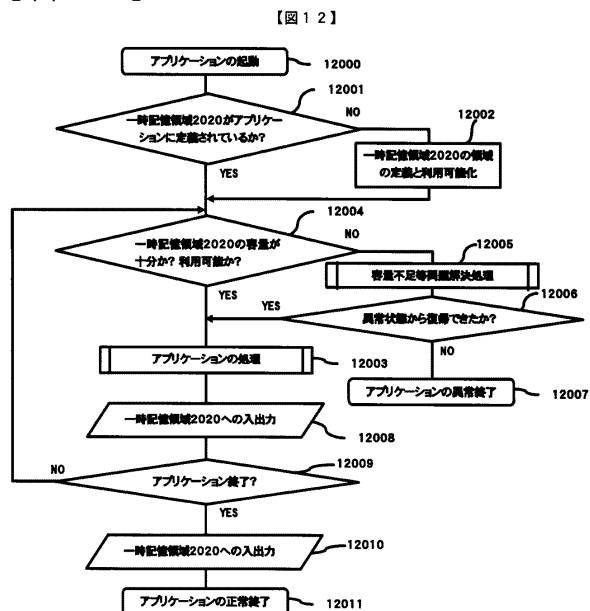 【図12】
アプリケーションの起動
12000
12001
一時記憶領域2020がアプリケー
ションに定義されているか?
NO
YES
12002
一時記憶領域2020の領域
の定義と利用可能化
12004
一時記憶領域2020の容量が
十分か? 利用可能か?
NO
YES
12005
容量不足等問題解決処理
12006
異常状態から復帰できたか?
YES
NO
アプリケーションの処理
12003
アプリケーションの異常終了
12007
一時記憶領域2020への入出力
12008
12009
アプリケーション終了?
NO
YES
一時記憶領域2020への入出力
12010
アプリケーションの正常終了
12011